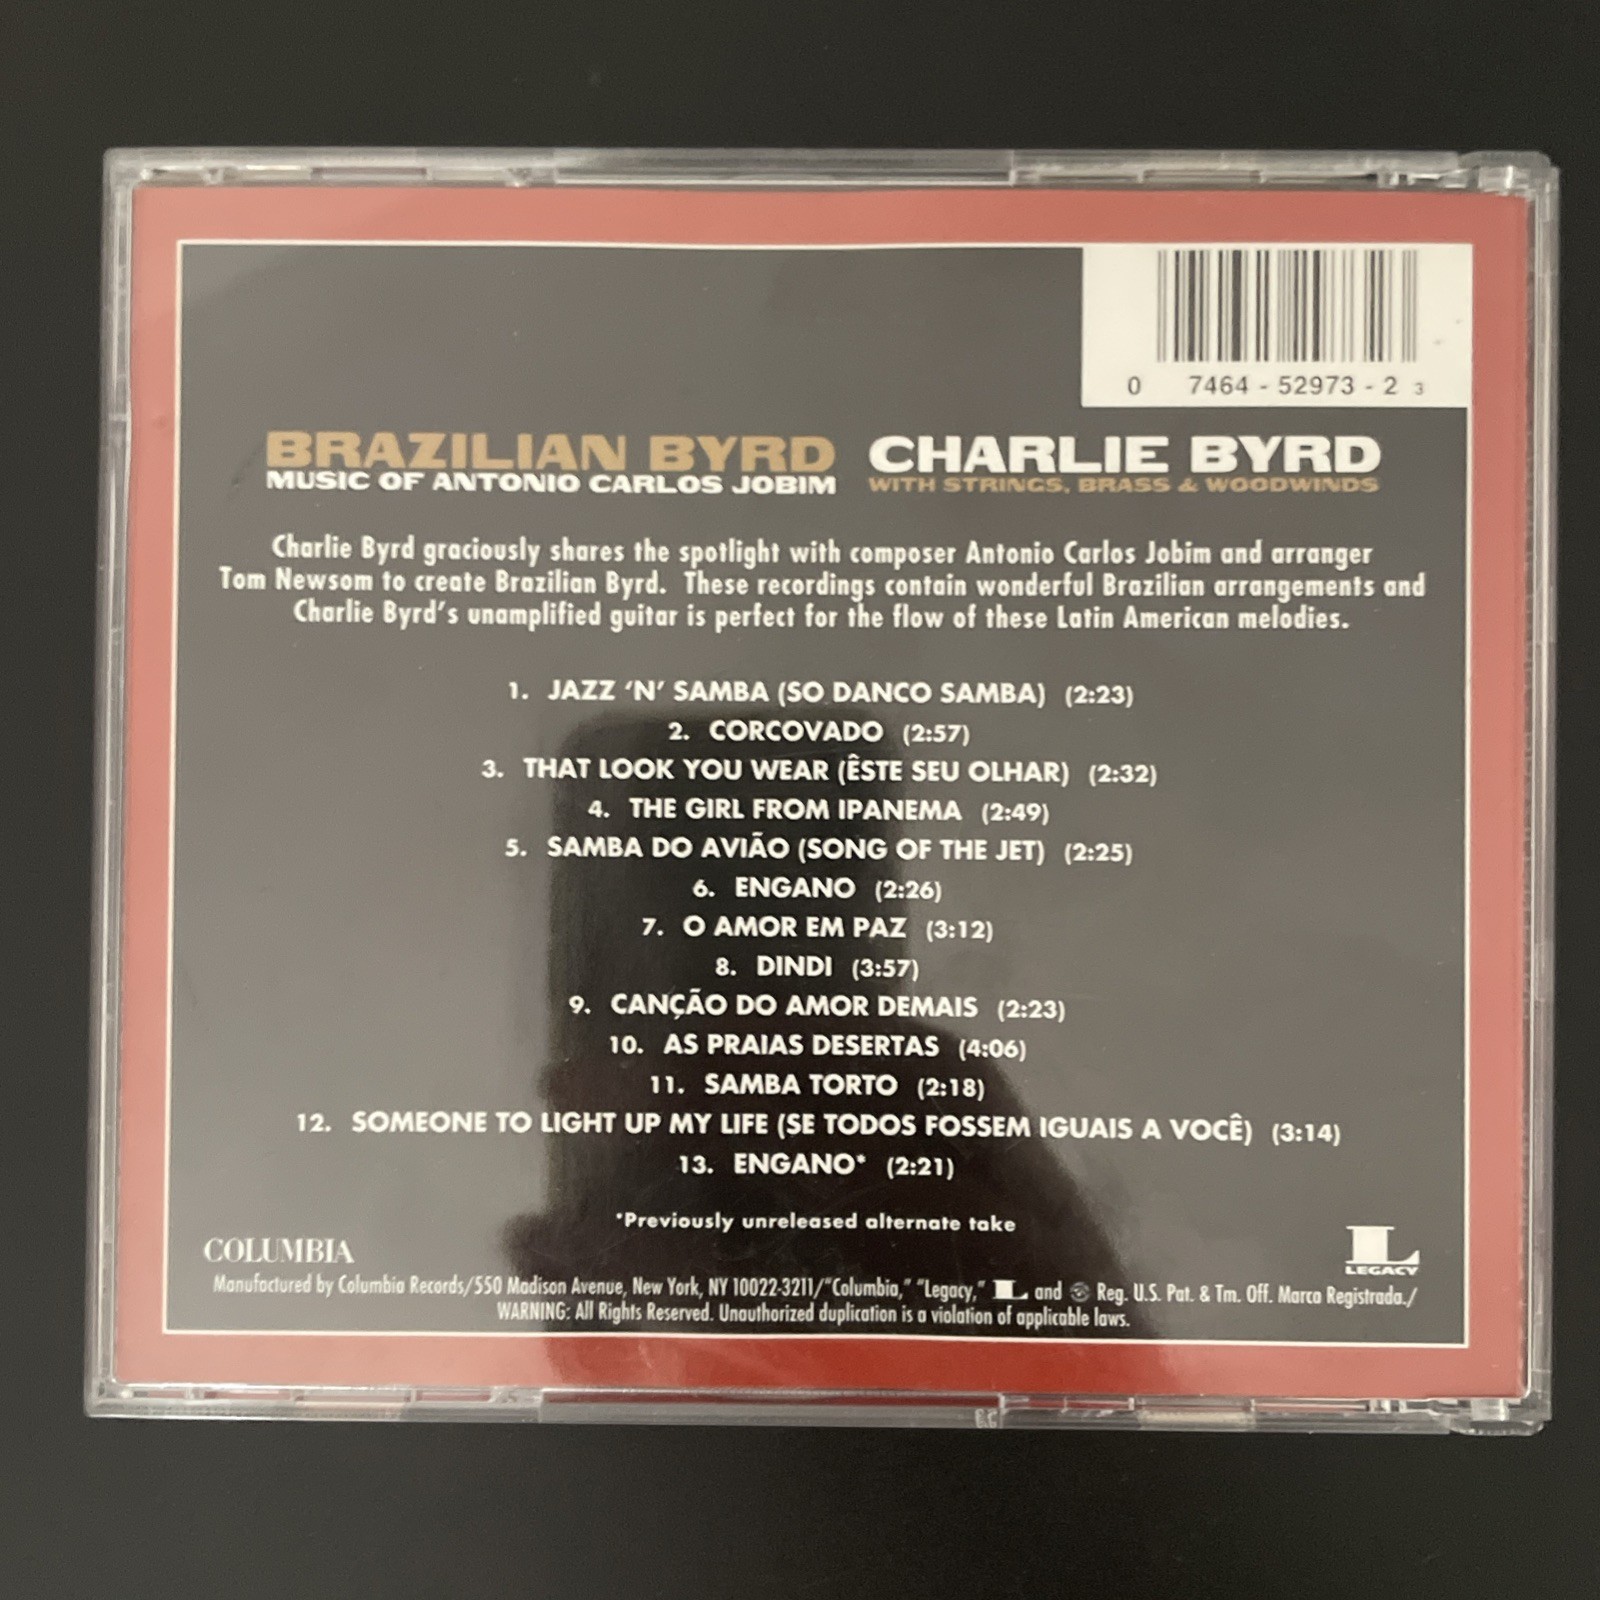 0 7464 - 52973 - 2 3
BRAZILIAN BYRD
MUSIC OF ANTONIO CARLOS JOBIM
CHARLIE BYRD
WITH STRINGS, BRASS & WOODWINDS
Charlie Byrd graciously shares the spotlight with composer Antonio Carlos Jobim and arranger
Tom Newsom to create Brazilian Byrd. These recordings contain wonderful Brazilian arrangements and
Charlie Byrd's unamplified guitar is perfect for the flow of these Latin American melodies.
1. JAZZ 'N' SAMBA (SO DANCO SAMBA) (2:23)
2. CORCOVADO (2:57)
3. THAT LOOK YOU WEAR (ÊSTE SEU OLHAR) (2:32)
4. THE GIRL FROM IPANEMA (2:49)
5. SAMBA DO AVIÃO (SONG OF THE JET) (2:25)
6. ENGANO (2:26)
7. O AMOR EM PAZ (3:12)
8. DINDI (3:57)
9. CANÇÃO DO AMOR DEMAIS (2:23)
10. AS PRAIAS DESERTAS (4:06)
11. SAMBA TORTO (2:18)
12. SOMEONE TO LIGHT UP MY LIFE (SE TODOS FOSSEM IGUAIS A VOCÊ) (3:14)
13. ENGANO* (2:21)
*Previously unreleased alternate take
COLUMBIA
L
LEGACY
Manufactured by Columbia Records/550 Madison Avenue, New York, NY 10022-3211/"Columbia," "Legacy," L and Reg. U.S. Pat. & Tm. Off. Marca Registrada./
WARNING: All Rights Reserved. Unauthorized duplication is a violation of applicable laws.